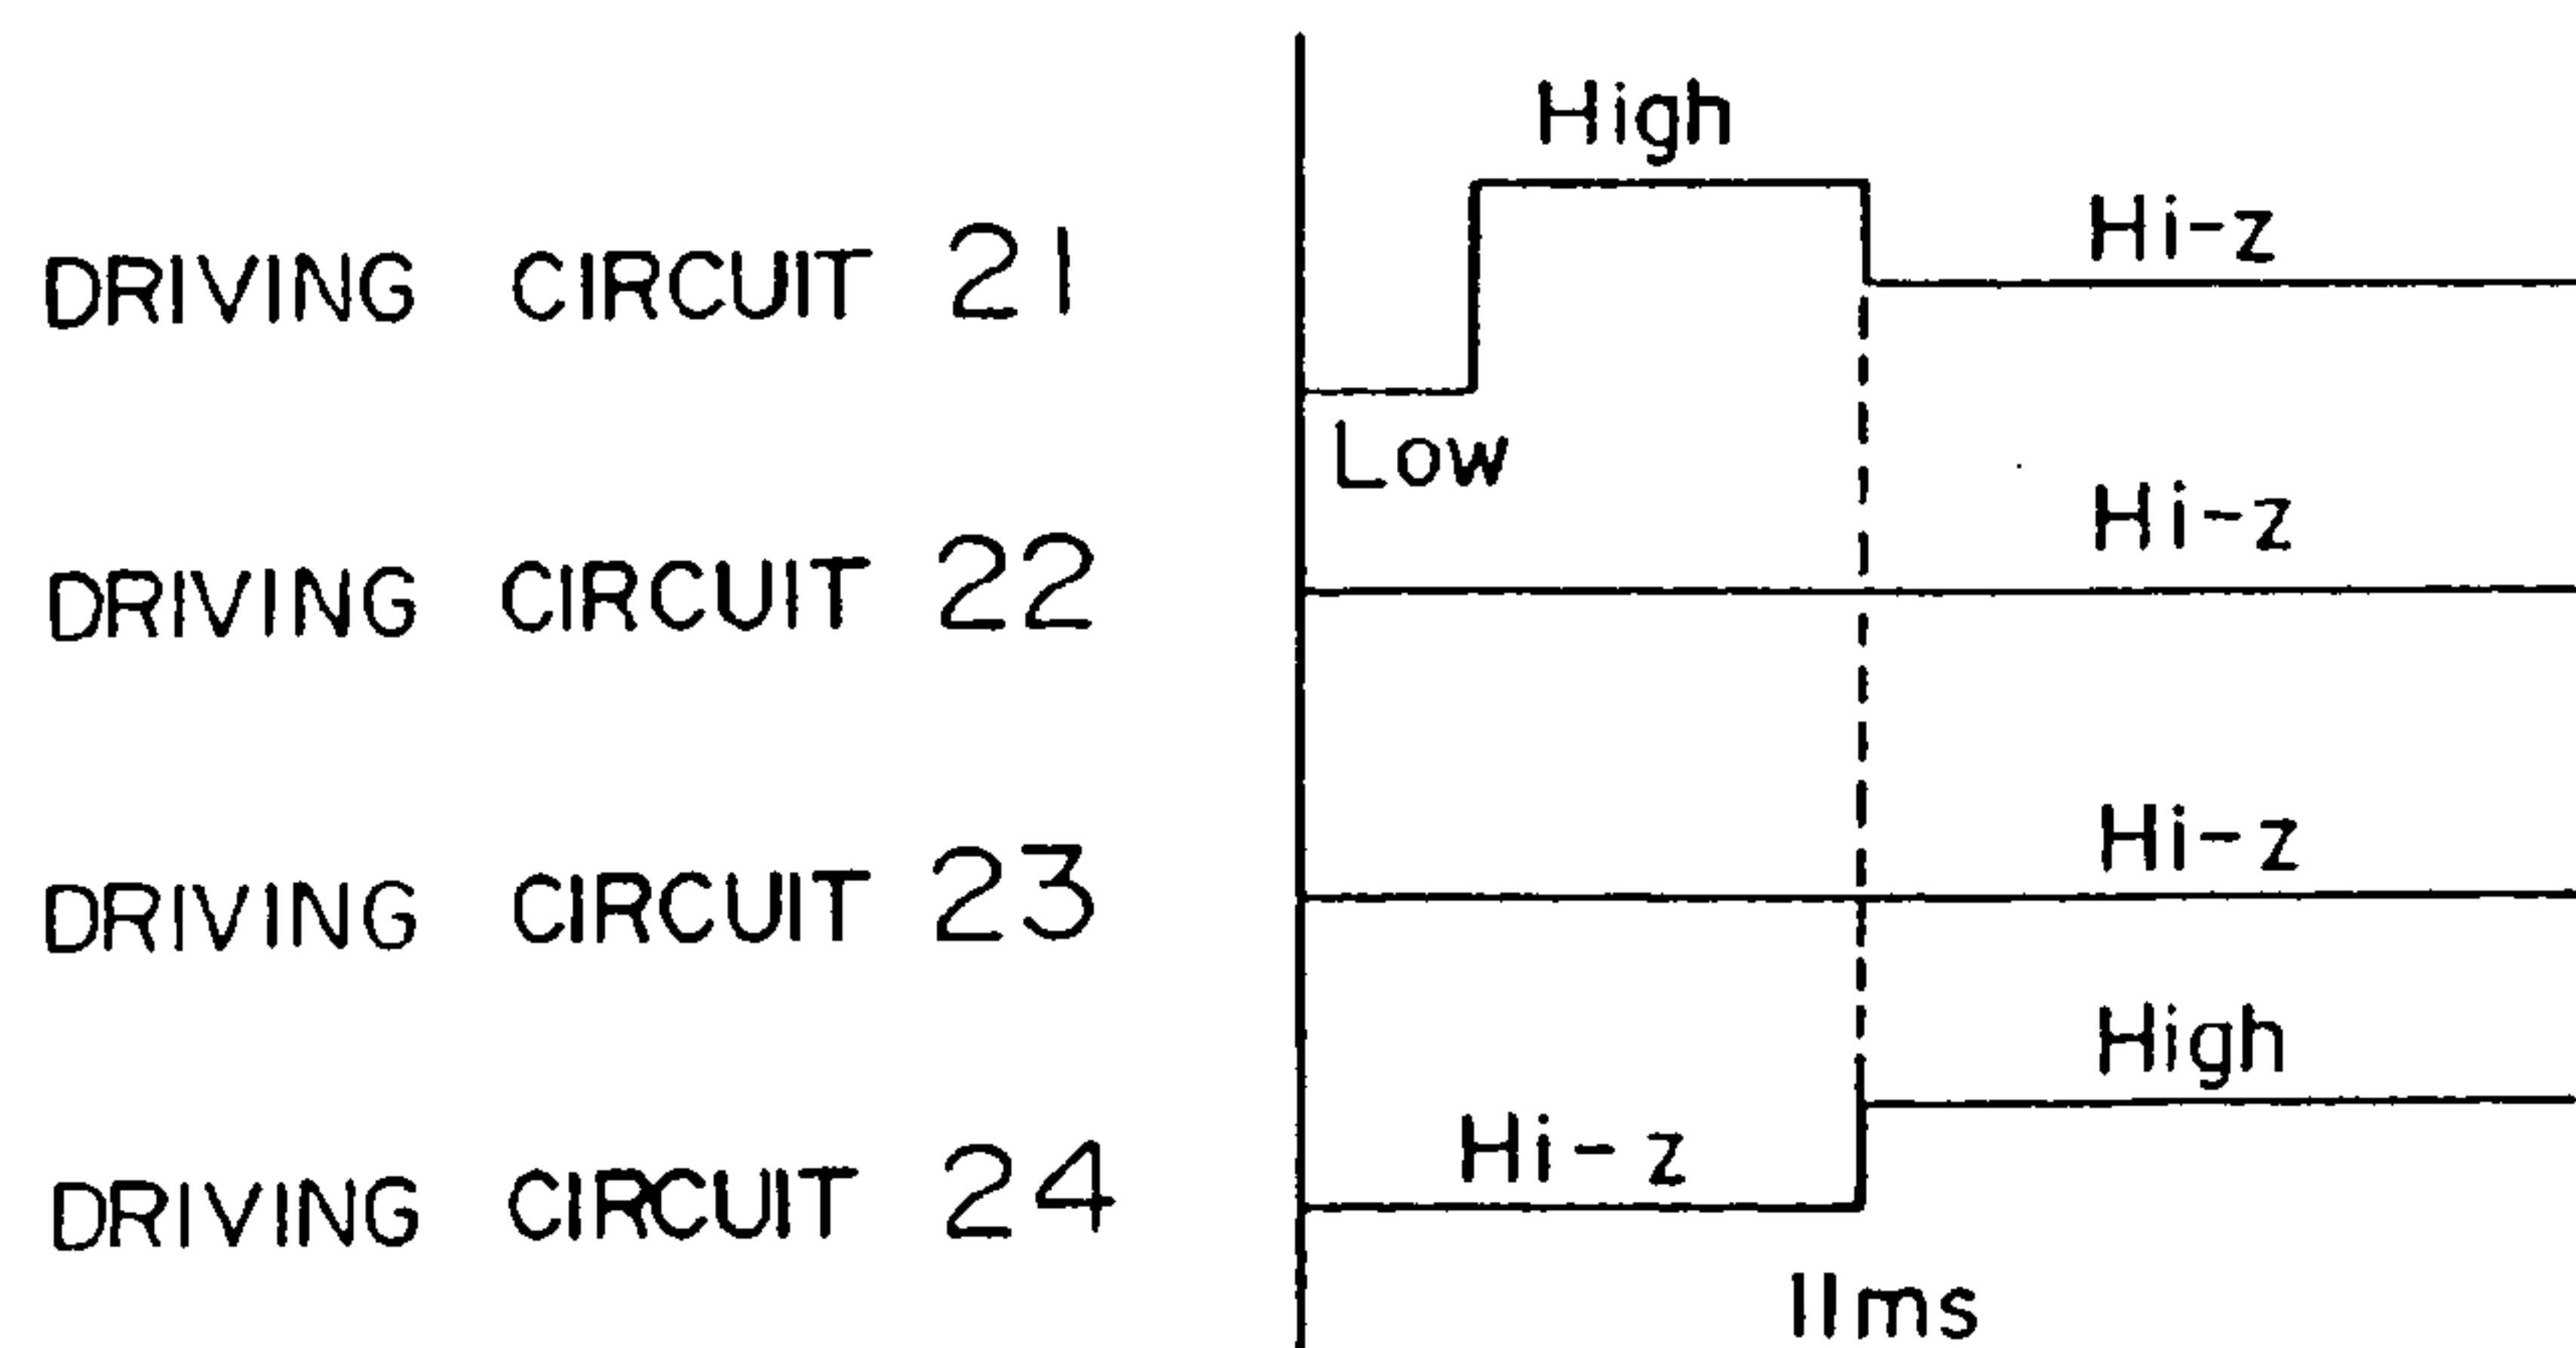 High
DRIVING CIRCUIT 21
Hi-z
Low
DRIVING CIRCUIT 22
Hi-z
DRIVING CIRCUIT 23
Hi-z
High
DRIVING CIRCUIT 24
Hi-z
11ms